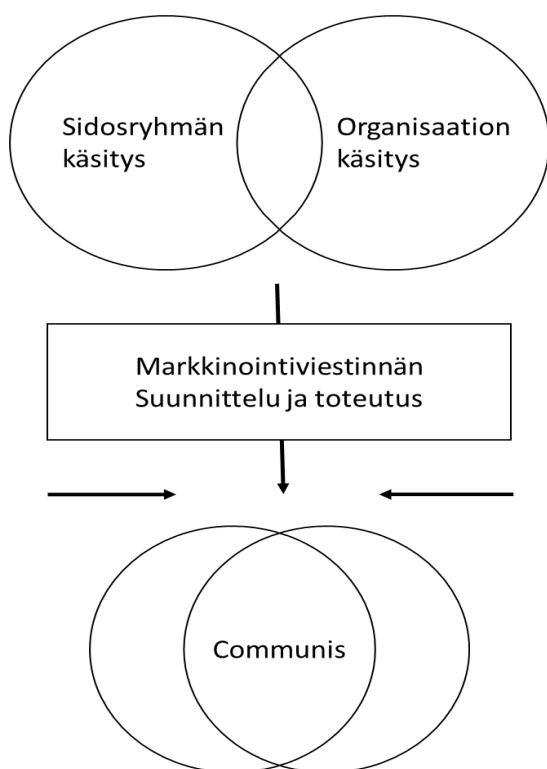 Sidosryhmän
käsitys
Organisaation
käsitys
Markkinointiviestinnän
Suunnittelu ja toteutus
Communis